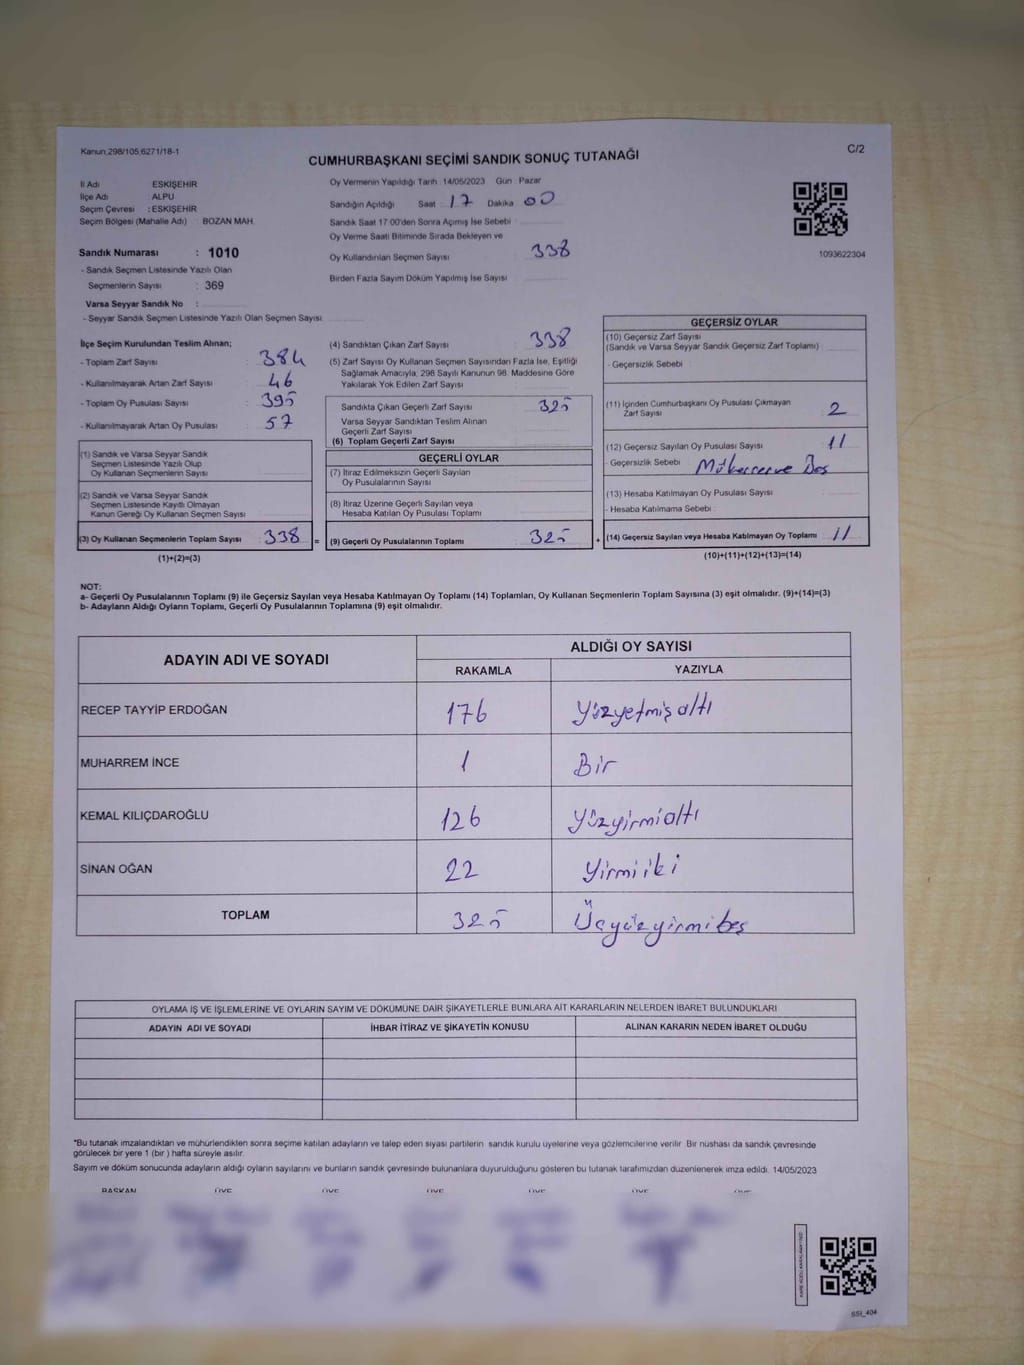 Kanun,298/105,6271/18-1
C/2
CUMHURBAŞKANI SEÇİMİ SANDIK SONUÇ TUTANAĞI
İl Adı ESKİŞEHİR
İlçe Adı : ALPU
Seçim Çevresi : ESKİŞEHİR
Seçim Bölgesi (Mahalle Adı) : BOZAN MAH.
Sandık Numarası : 1010
- Sandık Seçmen Listesinde Yazılı Olan
Seçmenlerin Sayısı : 369
Varsa Seyyar Sandık No :
- Seyyar Sandık Seçmen Listesinde Yazılı Olan Seçmen Sayısı
Oy Vermenin Yapıldığı Tarih : 14/05/2023 Gün : Pazar
Sandığın Açıldığı Saat 17 Dakika 00
Sandık Saat 17:00'den Sonra Açımış İse Sebebi
Oy Verme Saati Bitiminde Sırada Bekleyen ve
Oy Kullandırılan Seçmen Sayısı 338
Birden Fazla Sayım Döküm Yapılmış İse Sayısı
1093622304
İlçe Seçim Kurulundan Teslim Alınan;
- Toplam Zarf Sayısı 384
- Kullanılmayarak Artan Zarf Sayısı 46
- Toplam Oy Pusulası Sayısı 395
- Kullanılmayarak Artan Oy Pusulası 57
(1) Sandık ve Varsa Seyyar Sandık
Seçmen Listesinde Yazılı Olup
Oy Kullanan Seçmenlerin Sayısı
(2) Sandık ve Varsa Seyyar Sandık
Seçmen Listesinde Kayıtlı Olmayan
Kanun Gereği Oy Kullanan Seçmen Sayısı
(3) Oy Kullanan Seçmenlerin Toplam Sayısı : 338 =
(1)+(2)=(3)
(4) Sandıktan Çıkan Zarf Sayısı 338
(5) Zarf Sayısı Oy Kullanan Seçmen Sayısından Fazla İse, Eşitliği
Sağlamak Amacıyla; 298 Sayılı Kanunun 98. Maddesine Göre
Yakılarak Yok Edilen Zarf Sayısı
Sandıkta Çıkan Geçerli Zarf Sayısı 325
Varsa Seyyar Sandıktan Teslim Alınan
Geçerli Zarf Sayısı
(6) Toplam Geçerli Zarf Sayısı
GEÇERLİ OYLAR
(7) İtiraz Edilmeksizin Geçerli Sayılan
Oy Pusulalarının Sayısı
(8) İtiraz Üzerine Geçerli Sayılan veya
Hesaba Katılan Oy Pusulası Toplamı
(9) Geçerli Oy Pusulalarının Toplamı : 325 +
GEÇERSİZ OYLAR
(10) Geçersiz Zarf Sayısı
(Sandık ve Varsa Seyyar Sandık Geçersiz Zarf Toplamı)
- Geçersizlik Sebebi
(11) İçinden Cumhurbaşkanı Oy Pusulası Çıkmayan
Zarf Sayısı 2
(12) Geçersiz Sayılan Oy Pusulası Sayısı 11
- Geçersizlik Sebebi
(13) Hesaba Katılmayan Oy Pusulası Sayısı
- Hesaba Katılmama Sebebi
(14) Geçersiz Sayılan veya Hesaba Katılmayan Oy Toplamı 11
(10)+(11)+(12)+(13)=(14)
NOT:
a- Geçerli Oy Pusulalarının Toplamı (9) ile Geçersiz Sayılan veya Hesaba Katılmayan Oy Toplamı (14) Toplamları, Oy Kullanan Seçmenlerin Toplam Sayısına (3) eşit olmalıdır. (9)+(14)=(3)
b- Adayların Aldığı Oyların Toplamı, Geçerli Oy Pusulalarının Toplamına (9) eşit olmalıdır.
ADAYIN ADI VE SOYADI ALDIĞI OY SAYISI
RAKAMLA YAZIYLA
RECEP TAYYİP ERDOĞAN 176 Yüzyetmişaltı
MUHARREM İNCE 1 Bir
KEMAL KILIÇDAROĞLU 126 Yüzyirmialtı
SİNAN OĞAN 22 Yirmiiki
TOPLAM 325 Üçyüzyirmibeş
OYLAMA İŞ VE İŞLEMLERİNE VE OYLARIN SAYIM VE DÖKÜMÜNE DAİR ŞİKAYETLERLE BUNLARA AİT KARARLARIN NELERDEN İBARET BULUNDUKLARI
ADAYIN ADI VE SOYADI İHBAR İTİRAZ VE ŞİKAYETİN KONUSU ALINAN KARARIN NEDEN İBARET OLDUĞU
*Bu tutanak imzalandıktan ve mühürlendikten sonra seçime katılan adayların ve talep eden siyasi partilerin sandık kurulu üyelerine veya gözlemcilerine verilir. Bir nüshası da sandık çevresinde
görülecek bir yere 1 (bir ) hafta süreyle asılır.
Sayım ve döküm sonucunda adayların aldığı oyların sayılarını ve bunların sandık çevresinde bulunanlara duyurulduğunu gösteren bu tutanak tarafımızdan düzenlenerek imza edildi. 14/05/2023
BAŞKAN ÜYE ÜYE ÜYE ÜYE ÜYE ÜYE
KARE KODU KARALAMAYINIZ!
SSI_404